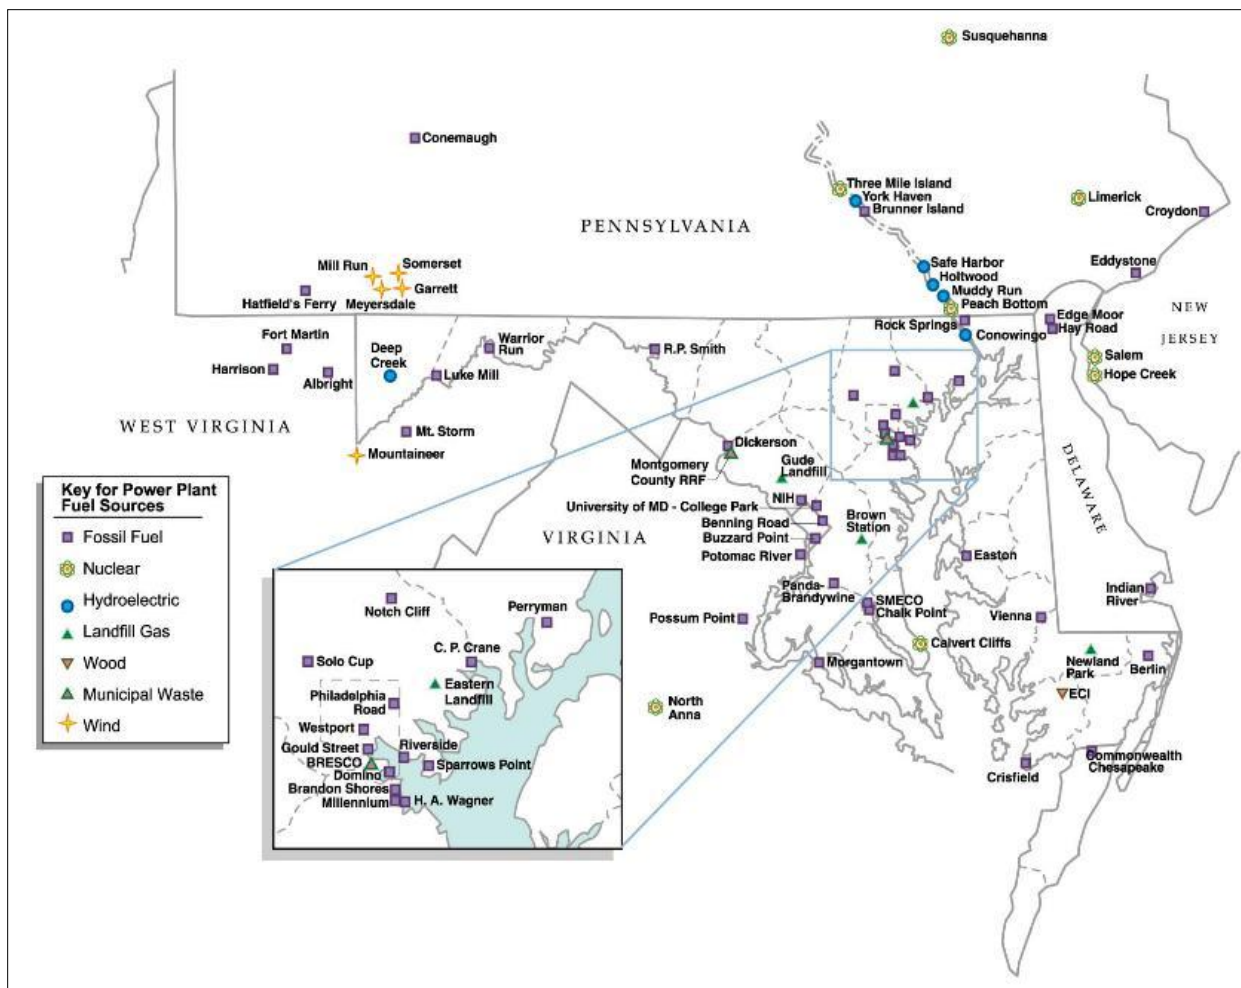 Susquehanna
Conemaugh
Three Mile Island
York Haven
Brunner Island
Limerick
Croydon
PENNSYLVANIA
Mill Run
Somerset
Garrett
Meyersdale
Hatfield's Ferry
Safe Harbor
Holtwood
Muddy Run
Peach Bottom
Eddystone
NEW
JERSEY
Rock Springs
Conowingo
Edge Moor
Hay Road
Salem
Hope Creek
Fort Martin
Harrison
Albright
Deep
Creek
Warrior
Run
Luke Mill
R.P. Smith
WEST VIRGINIA
Mt. Storm
Mountaineer
Dickerson
Montgomery
County RRF
Gude
Landfill
NIH
University of MD - College Park
Benning Road
Buzzard Point
Potomac River
Brown
Station
VIRGINIA
DELAWARE
Easton
Panda-
Brandywine
SMECO
Chalk Point
Possum Point
Vienna
Indian
River
Calvert Cliffs
Morgantown
Newland
Park
Berlin
ECI
North
Anna
Crisfield
Commonwealth
Chesapeake
Key for Power Plant
Fuel Sources
Fossil Fuel
Nuclear
Hydroelectric
Landfill Gas
Wood
Municipal Waste
Wind
Notch Cliff
Perryman
Solo Cup
C. P. Crane
Eastern
Landfill
Philadelphia
Road
Westport
Gould Street
Riverside
BRESCO
Sparrows Point
Domino
Brandon Shores
Millennium
H. A. Wagner